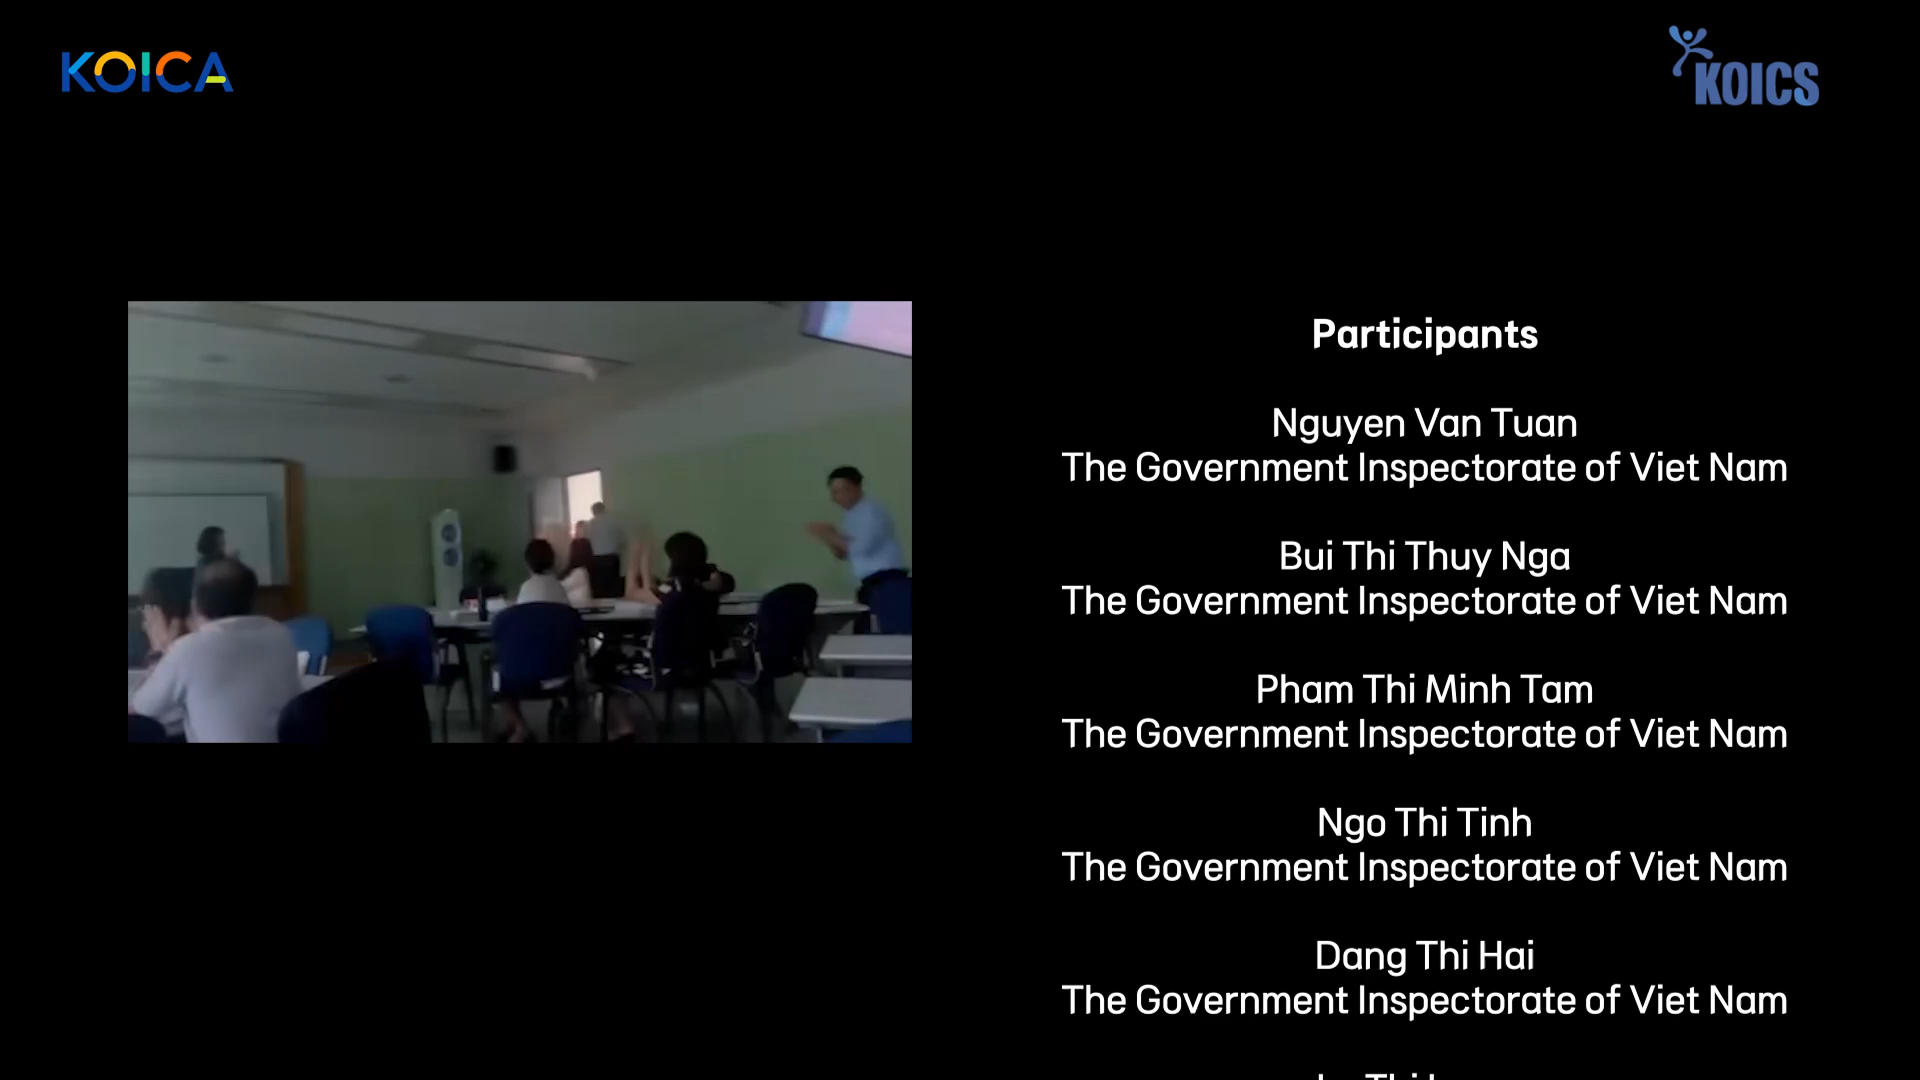 KOICA
KOICS
Participants
Nguyen Van Tuan
The Government Inspectorate of Viet Nam
Bui Thi Thuy Nga
The Government Inspectorate of Viet Nam
Pham Thi Minh Tam
The Government Inspectorate of Viet Nam
Ngo Thi Tinh
The Government Inspectorate of Viet Nam
Dang Thi Hai
The Government Inspectorate of Viet Nam